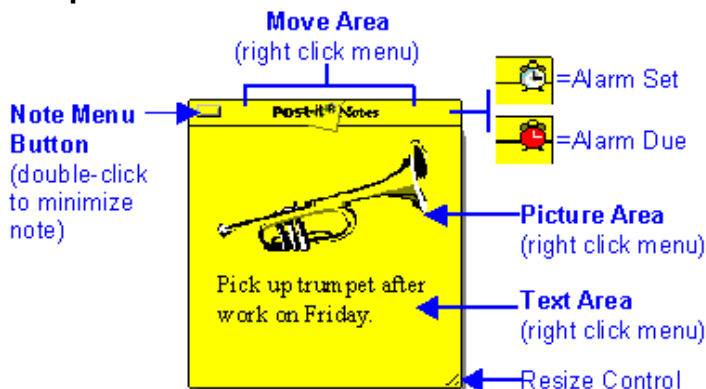 Move Area
(right click menu)
=Alarm Set
=Alarm Due
Note Menu
Button
(double-click
to minimize
note)
Post-it® Notes
Picture Area
(right click menu)
Pick up trumpet after
work on Friday.
Text Area
(right click menu)
Resize Control